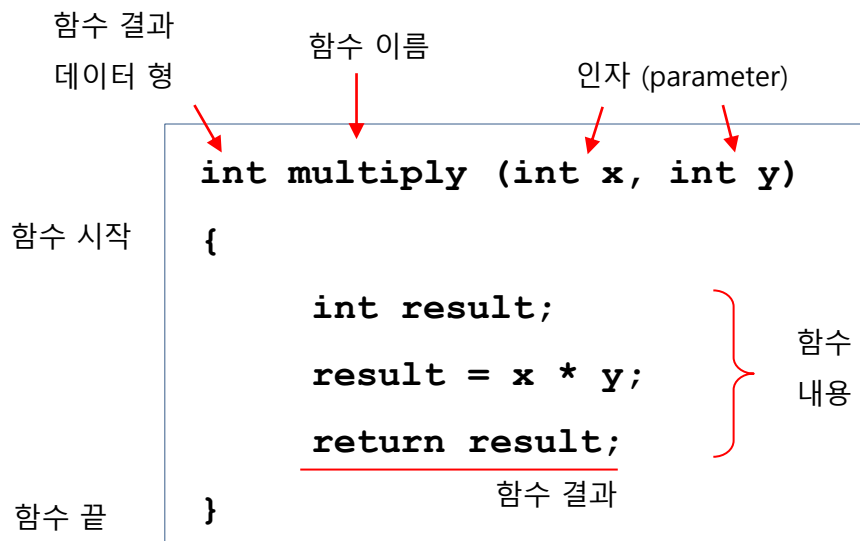 함수 결과
데이터 형
함수 이름
인자 (parameter)
int multiply (int x, int y)
함수 시작
{
int result;
result = x * y;
return result;
함수
내용
함수 결과
함수 끝
}